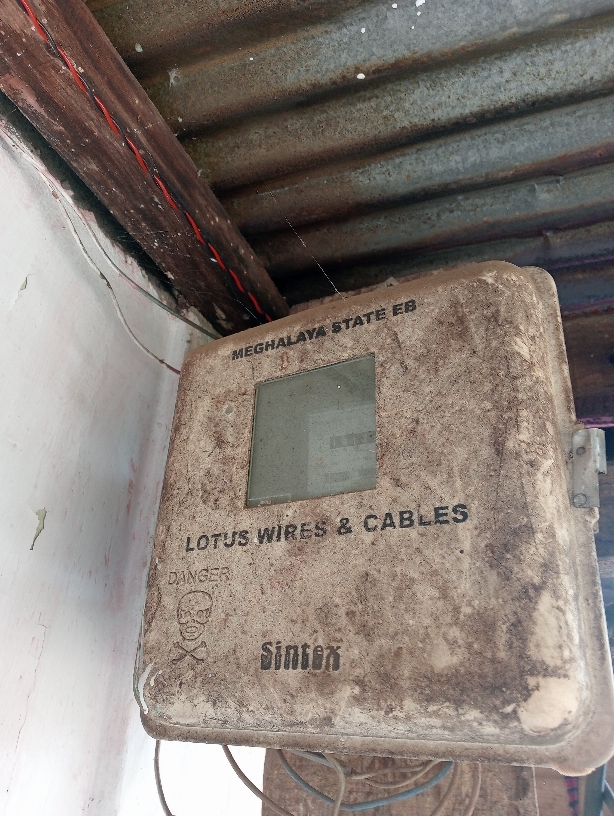 MEGHALAYA STATE EB
LOTUS WIRES & CABLES
DANGER
Sintex